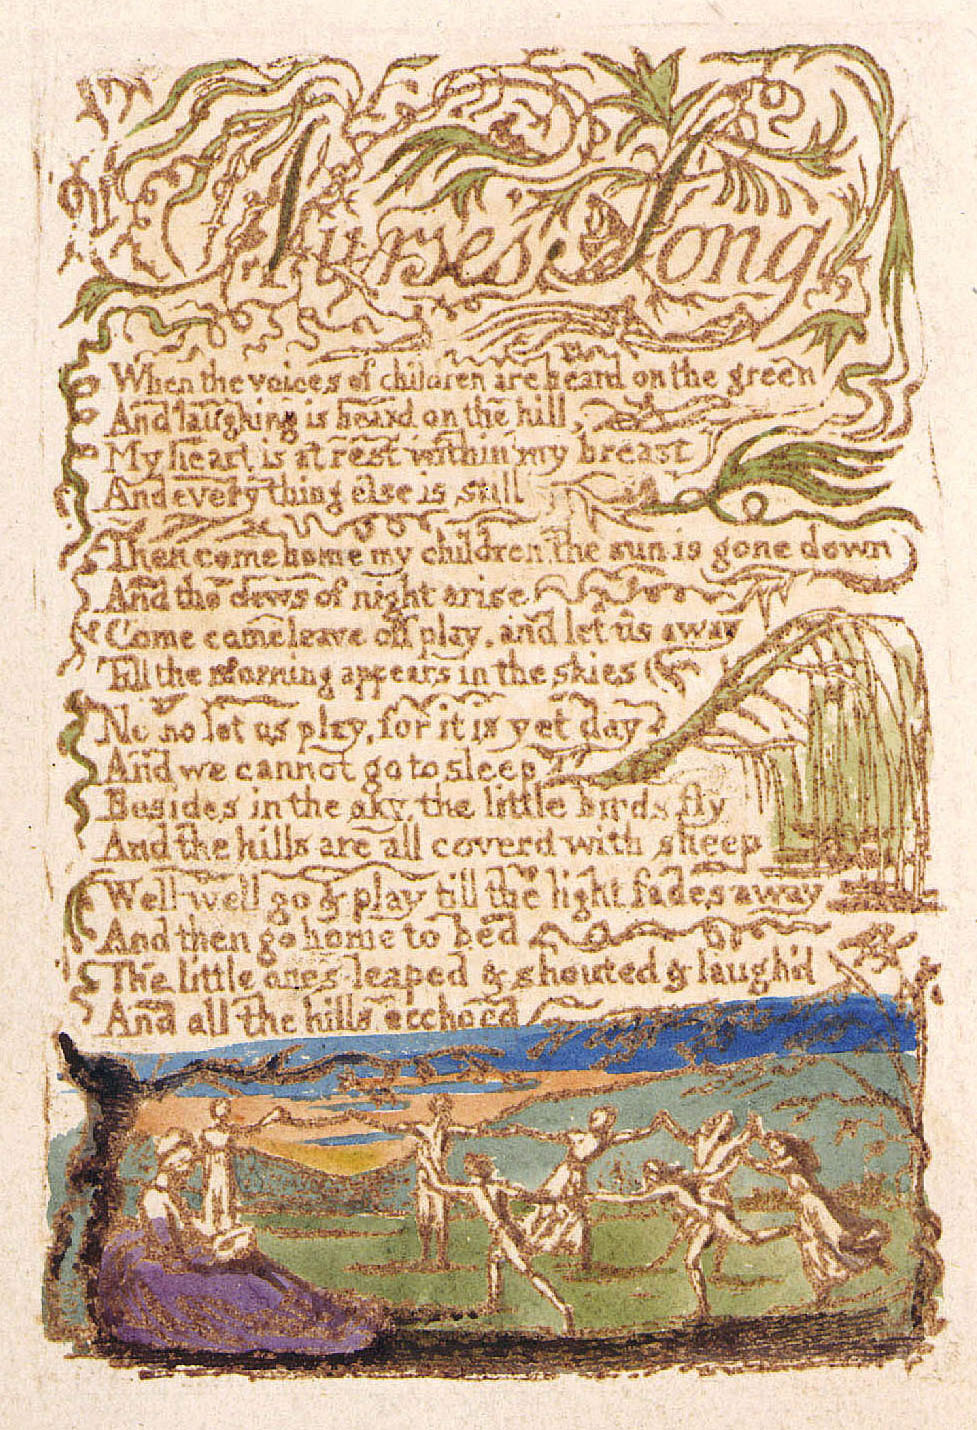 Nurse's Song
When the voices of children are heard on the green
And laughing is heard on the hill,
My heart is at rest within my breast
And every thing else is still
Then come home my children the sun is gone down
And the dews of night arise
Come come leave off play, and let us away
Till the morning appears in the skies
No no let us play, for it is yet day
And we cannot go to sleep
Besides in the sky, the little birds fly
And the hills are all coverd with sheep
Well well go & play till the light fades away
And then go home to bed
The little ones leaped & shouted & laugh'd
And all the hills ecchoed